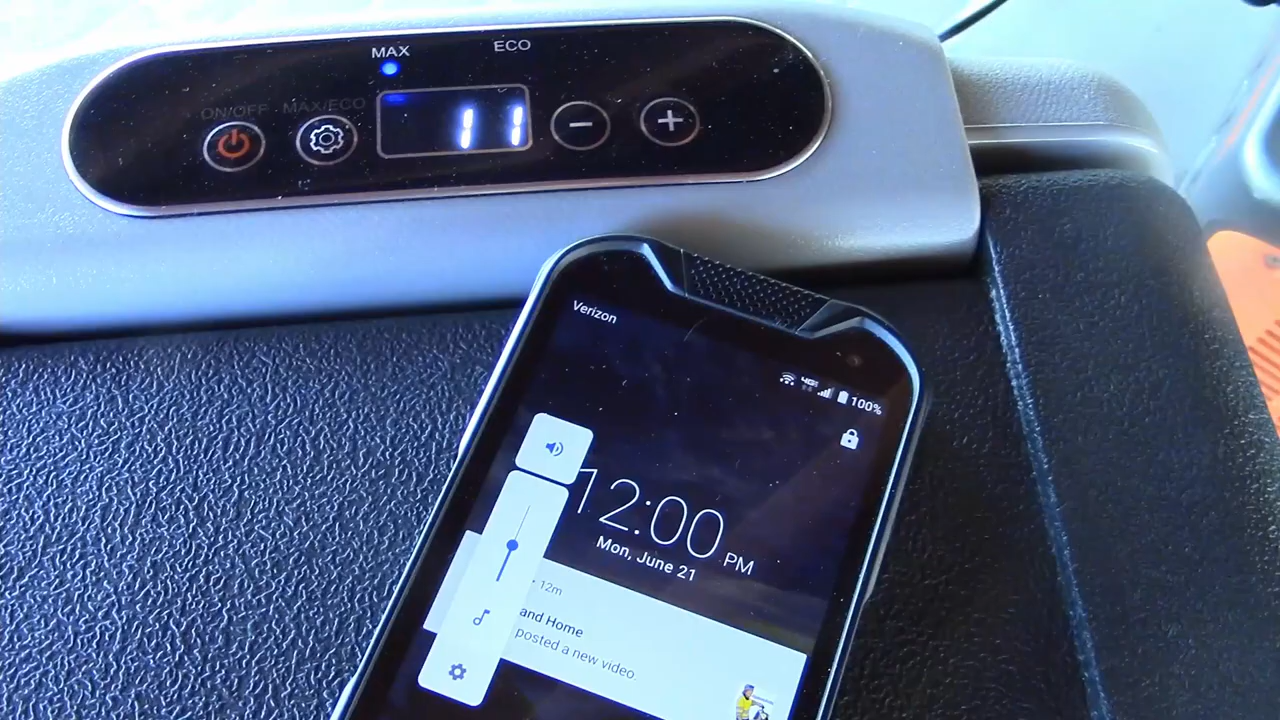 MAX ECO
ON/OFF MAX/ECO
11
Verizon
4G 100%
12:00 PM
Mon, June 21
• 12m
and Home
posted a new video